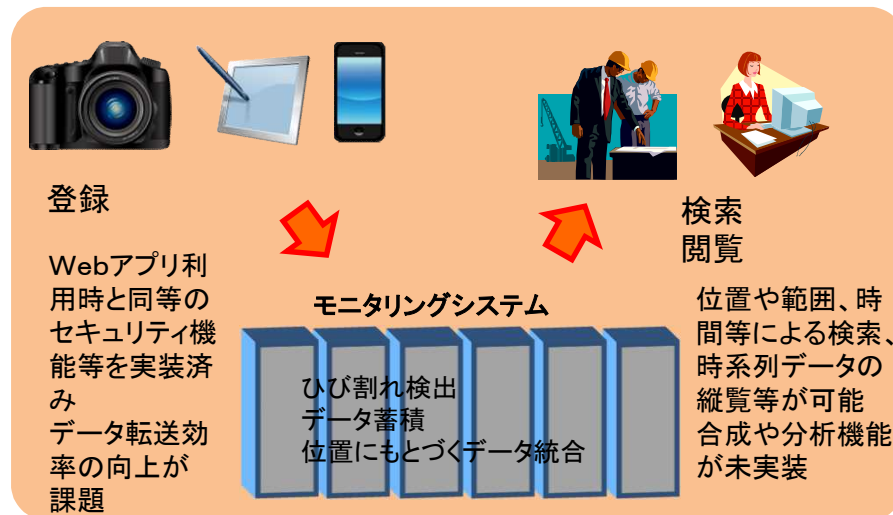 登録
Webアプリ利
用時と同等の
セキュリティ機
能等を実装済
み
データ転送効
率の向上が
課題
モニタリングシステム
ひび割れ検出
データ蓄積
位置にもとづくデータ統合
検索
閲覧
位置や範囲、時
間等による検索、
時系列データの
縦覧等が可能
合成や分析機能
が未実装